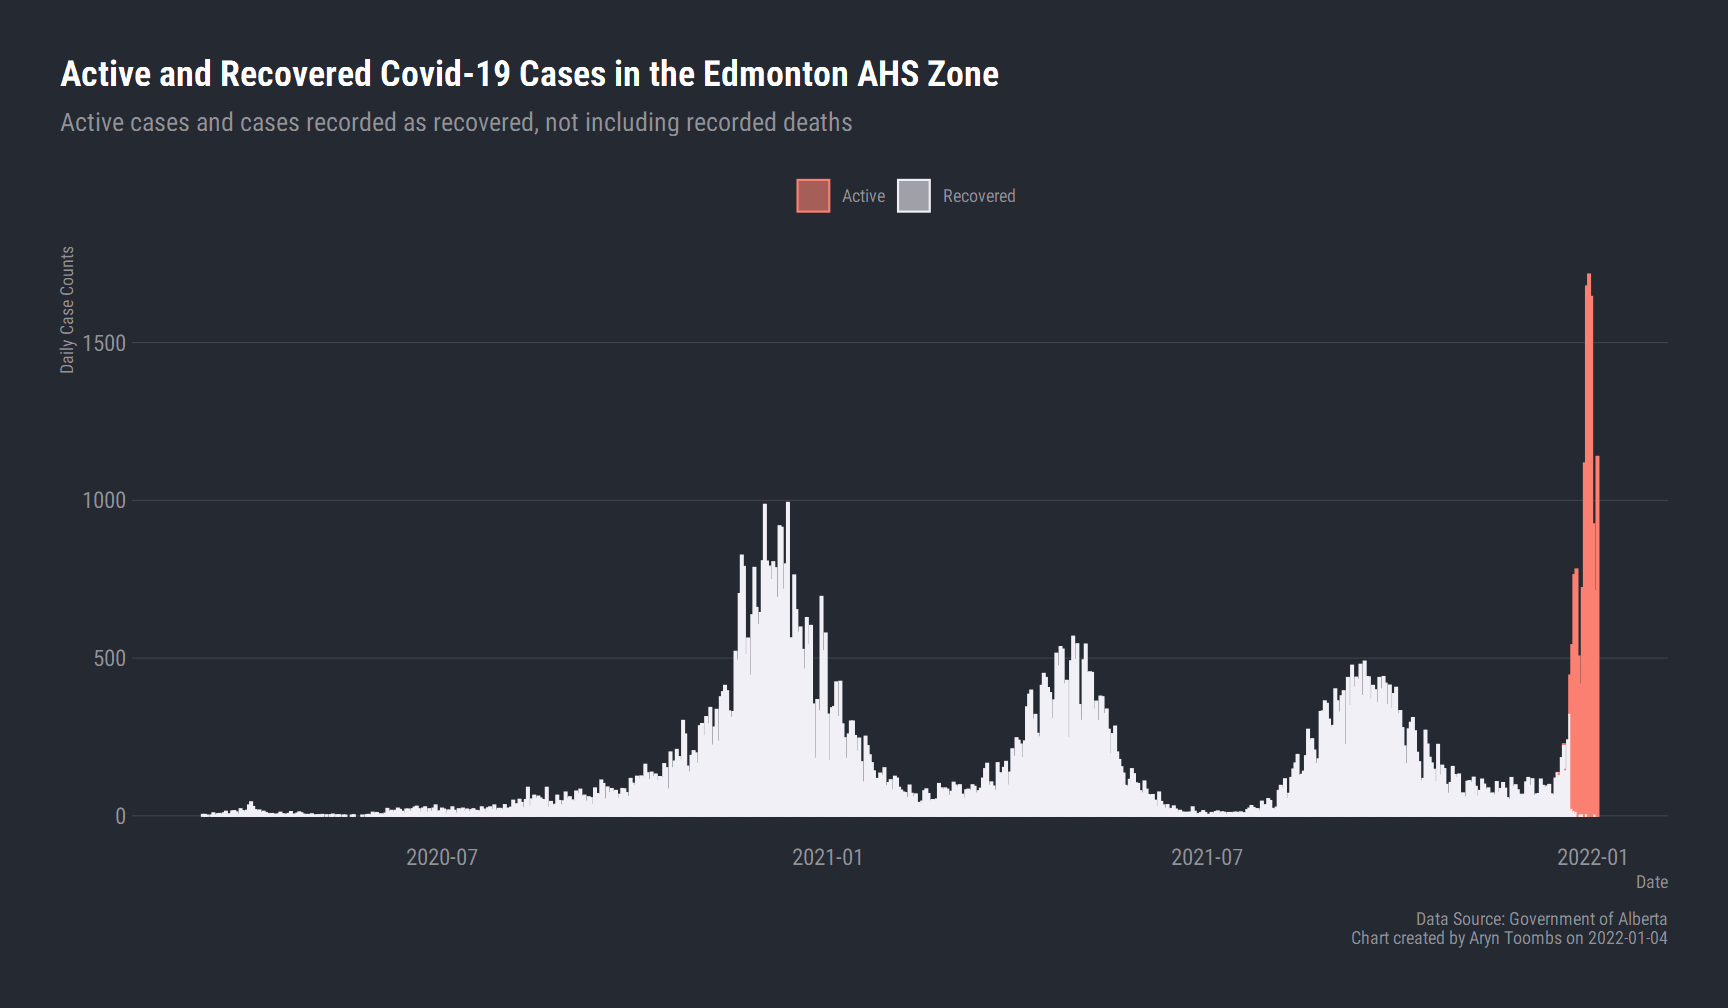 Active and Recovered Covid-19 Cases in the Edmonton AHS Zone
Active cases and cases recorded as recovered, not including recorded deaths
Active
Recovered
Daily Case Counts
1500
1000
500
0
2020-07
2021-01
2021-07
2022-01
Date
Data Source: Government of Alberta
Chart created by Aryn Toombs on 2022-01-04